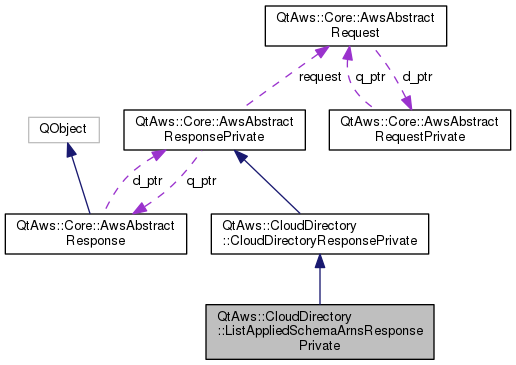 QtAws::Core::AwsAbstract
Request
request
q_ptr
d_ptr
QtAws::Core::AwsAbstract
ResponsePrivate
QtAws::Core::AwsAbstract
RequestPrivate
QObject
d_ptr
q_ptr
QtAws::Core::AwsAbstract
Response
QtAws::CloudDirectory
::CloudDirectoryResponsePrivate
QtAws::CloudDirectory
::ListAppliedSchemaArnsResponse
Private